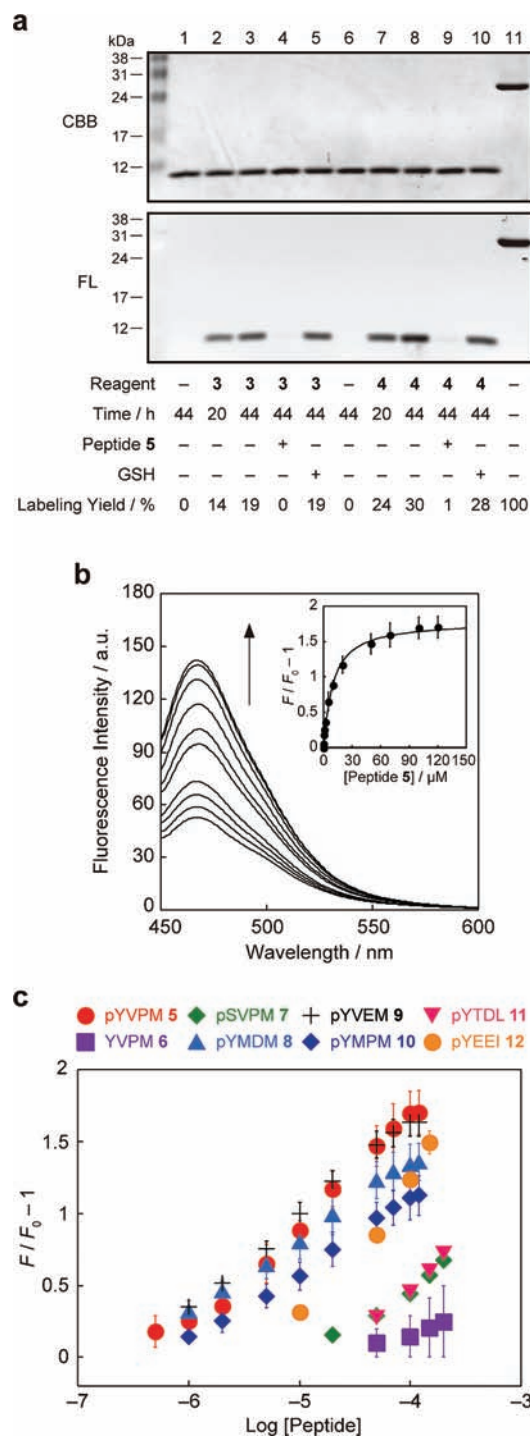 a
kDa 1 2 3 4 5 6 7 8 9 10 11
38
31
24
CBB
17
12
38
31
24
FL
17
12
Reagent – 3 3 3 3 – 4 4 4 4 –
Time / h 44 20 44 44 44 44 20 44 44 44 –
Peptide 5 – – – + – – – – + – –
GSH – – – – + – – – – + –
Labeling Yield / % 0 14 19 0 19 0 24 30 1 28 100
b
Fluorescence Intensity / a.u.
180
150
120
90
60
30
0
450 500 550 600
Wavelength / nm
F / F0 – 1
2
1.5
1
0.5
0
0 30 60 90 120 150
[Peptide 5] / µM
c
pYVPM 5 pSVPM 7 pYVEM 9 pYTDL 11
YVPM 6 pYMDM 8 pYMPM 10 pYEEI 12
F / F0 – 1
2
1.5
1
0.5
0
–7 –6 –5 –4 –3
Log [Peptide]